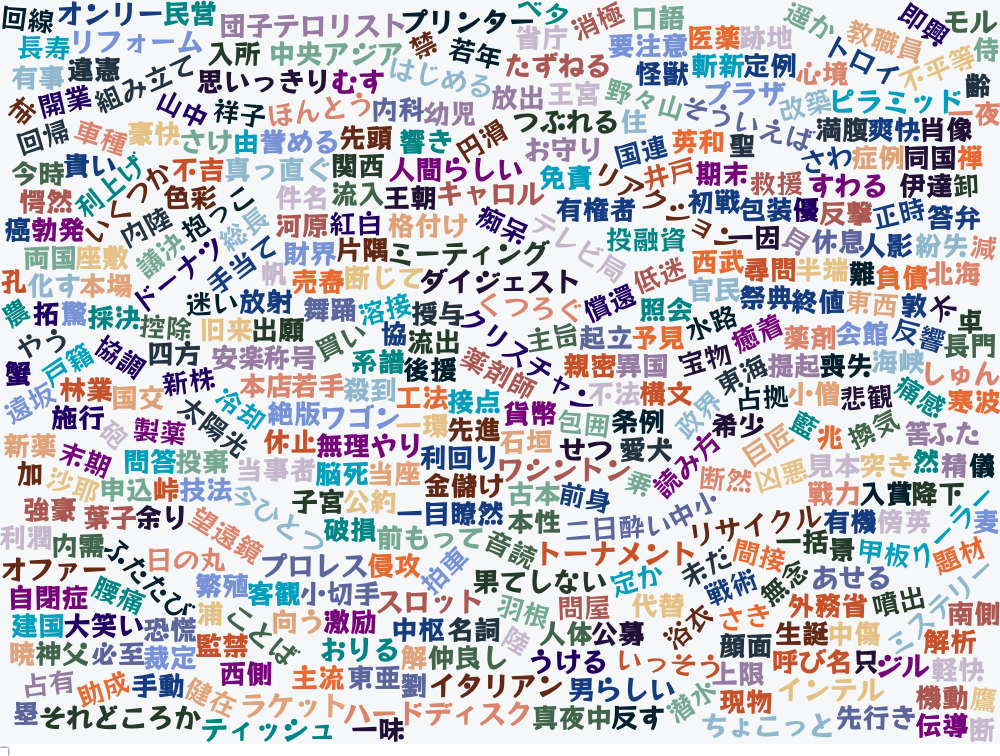 回線 オンリー 民営 団子 テロリスト プリンター ベタ 消極 口語 遥か 教職員 即興 モル
長寿 リフォーム 入所 中央アジア 禁 若年 省庁 要注意 医薬 跡地 トロイ 不平等 侍
有事 違憲 組み立て 思いっきり むす はじめる たずねる 怪獣 斬新 定例 心境 齢
開業 山中 祥子 ほんとう 内科 幼児 放出 王宮 野々山 プラザ 改築 ピラミッド 一夜
回帰 車種 豪快 さけ 由 誉める 先頭 響き 円滑 つぶれる 住 そういえば 満腹 爽快 肖像
今時 貴い 利上げ いくつか 不吉 真っ直ぐ 関西 人間らしい お守り 国連 英和 聖 さわ 症例 同国 禅
愕然 色彩 抱っこ 件名 流入 王朝 キャロル 免責 リアクション 井戸 期末 救援 すわる 伊達 卸
癌 勃発 内陸 議決 総長 河原 紅白 格付け 痴呆 テレビ局 有権者 初戦 包装 優 反撃 正時 答弁
両国 座敷 ドーナツ 手当て 財界 片隅 ミーティング 投融資 一因 耳 休息 人影 紛失 減
孔 化す 本場 帆 売春 断じて ダイジェスト 低迷 西武 尋問 半端 難 負債 北海
農 拓 驚 採決 迷い 放射 舞踊 溶接 授与 くつろぐ 償還 照会 官民 祭典 終値 東西 敦 不 卓
やう 控除 旧来 出願 買い 協 流出 クリスチャン 主旨 起立 予見 水路 癒着 薬剤 会館 反響 長門
蟹 戸籍 協調 四方 安楽 称号 系譜 後援 薬剤師 親密 異国 宝物 東海 提起 喪失 海峡 しゅん
遠坂 林業 国交 新株 本店 若手 殺到 工法 接点 不法 構文 占拠 小僧 悲観 痛感 寒波
施行 太陽光 冷却 絶版 ワゴン 一環 先進 貨幣 包囲 条例 政界 希少 藍 兆 換気 答 ふた
新薬 砲 製薬 休止 無理やり 利回り 石垣 せつ 愛犬 読み方 巨匠
加 末期 問答 投棄 当事者 脳死 当座 ワシントン 乗 断然 凶悪 見本 突き 然 精 儀
沙耶 申込 峠 技法 今ひとつ 子宮 公約 金儲け 古本 前身 戦力 入賞 降下
強豪 葉子 余り 望遠鏡 破損 一目瞭然 本性 二日酔い 中小 リサイクル 有機 傍 英 麦
利潤 内需 ふたたび 日の丸 前もって 音読 トーナメント 未だ 間接 一括 景 甲板 題材
オファー プロレス 侵攻 拍車 果てしない 定か 戦術 無念 あせる ミステリー
自閉症 腰痛 繁殖 客観 小切手 スロット 羽根 問屋 代替 浴衣 さき 外務省 噴出 南側
建国 大笑い 恐慌 浦 ことば 向う 激励 中枢 名詞 陸 人体 公募 顔面 生誕 中傷 解析
暁 神父 必至 裁定 監禁 おりる 解 仲良し うける いっそう 上限 呼び名 只 ジル 軽快
占有 助成 手動 健在 西側 主流 東亜 劉 イタリアン 男らしい 潜水 現物 インテル 機動 鷹
塁 それどころか ティッシュ ラケット ハードディスク 一味 真夜中 反す ちょこっと 先行き 伝導 断